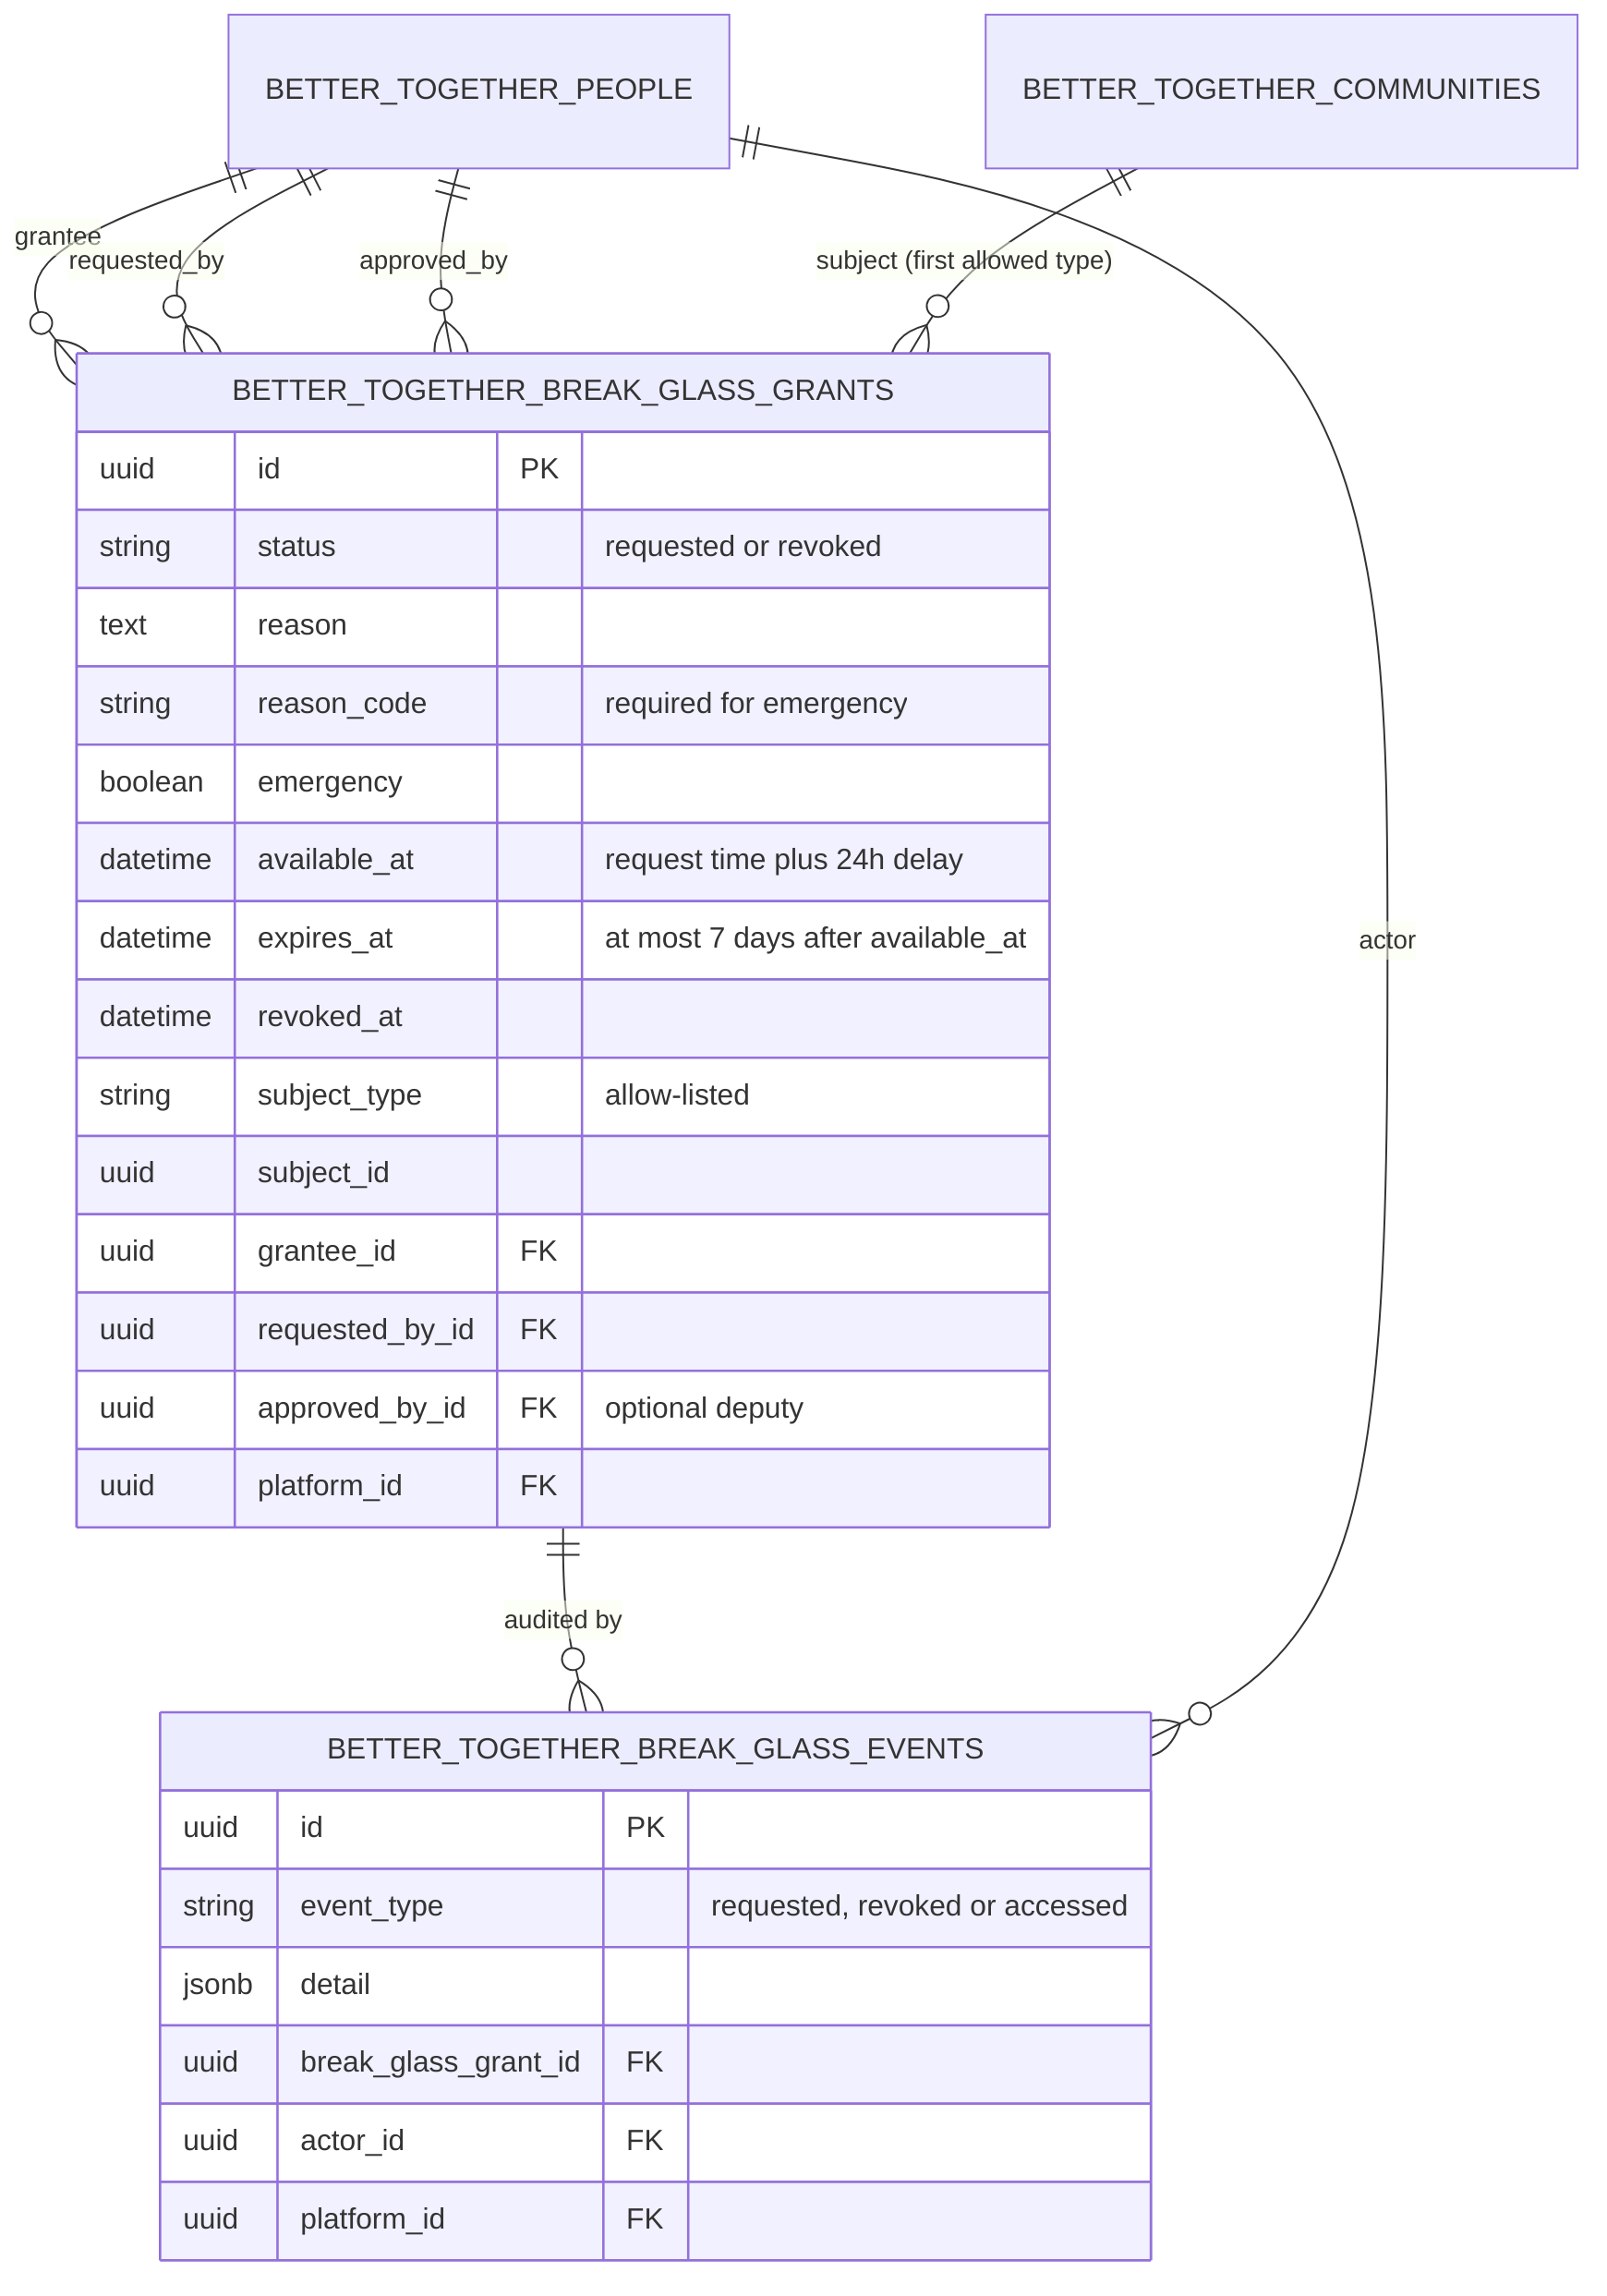 BETTER_TOGETHER_PEOPLE
BETTER_TOGETHER_COMMUNITIES
grantee
requested_by
approved_by
subject (first allowed type)
BETTER_TOGETHER_BREAK_GLASS_GRANTS
uuid id PK
string status requested or revoked
text reason
string reason_code required for emergency
boolean emergency
datetime available_at request time plus 24h delay
datetime expires_at at most 7 days after available_at
actor
datetime revoked_at
string subject_type allow-listed
uuid subject_id
uuid grantee_id FK
uuid requested_by_id FK
uuid approved_by_id FK optional deputy
uuid platform_id FK
audited by
BETTER_TOGETHER_BREAK_GLASS_EVENTS
uuid id PK
string event_type requested, revoked or accessed
jsonb detail
uuid break_glass_grant_id FK
uuid actor_id FK
uuid platform_id FK